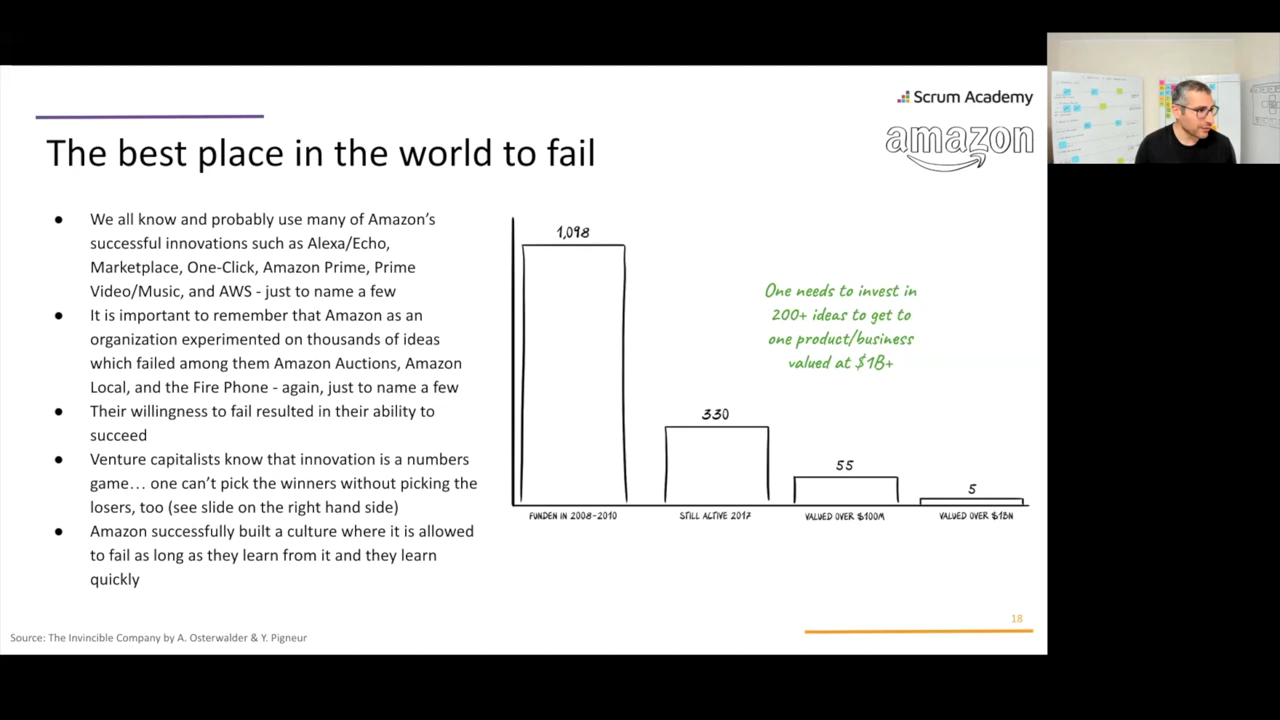 Scrum Academy
amazon
The best place in the world to fail
● We all know and probably use many of Amazon’s
successful innovations such as Alexa/Echo,
Marketplace, One-Click, Amazon Prime, Prime
Video/Music, and AWS - just to name a few
● It is important to remember that Amazon as an
organization experimented on thousands of ideas
which failed among them Amazon Auctions, Amazon
Local, and the Fire Phone - again, just to name a few
● Their willingness to fail resulted in their ability to
succeed
● Venture capitalists know that innovation is a numbers
game… one can’t pick the winners without picking the
losers, too (see slide on the right hand side)
● Amazon successfully built a culture where it is allowed
to fail as long as they learn from it and they learn
quickly
1,098
330
55
5
One needs to invest in
200+ ideas to get to
one product/business
valued at $1B+
FUNDEN IN 2008-2010
STILL ACTIVE 2017
VALUED OVER $100M
VALUED OVER $1BN
18
Source: The Invincible Company by A. Osterwalder & Y. Pigneur